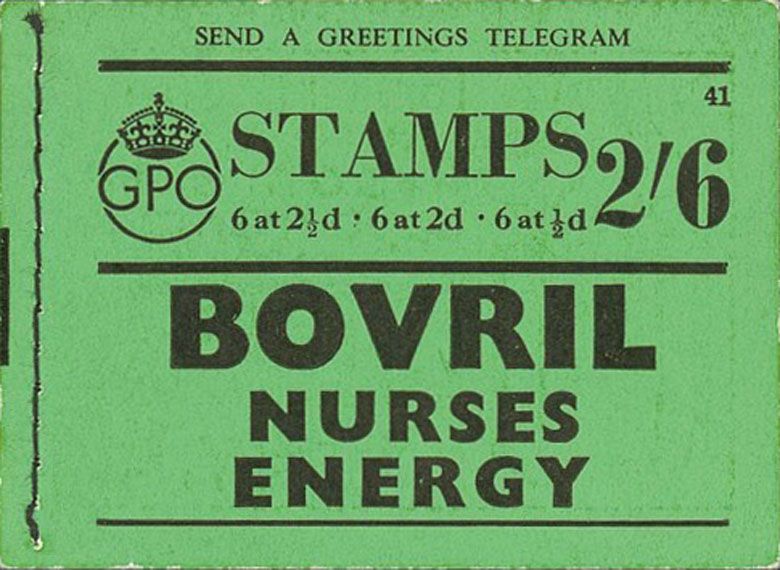 SEND A GREETINGS TELEGRAM
41
GPO STAMPS 2/6
6 at 2½d · 6 at 2d · 6 at ½d
BOVRIL
NURSES
ENERGY